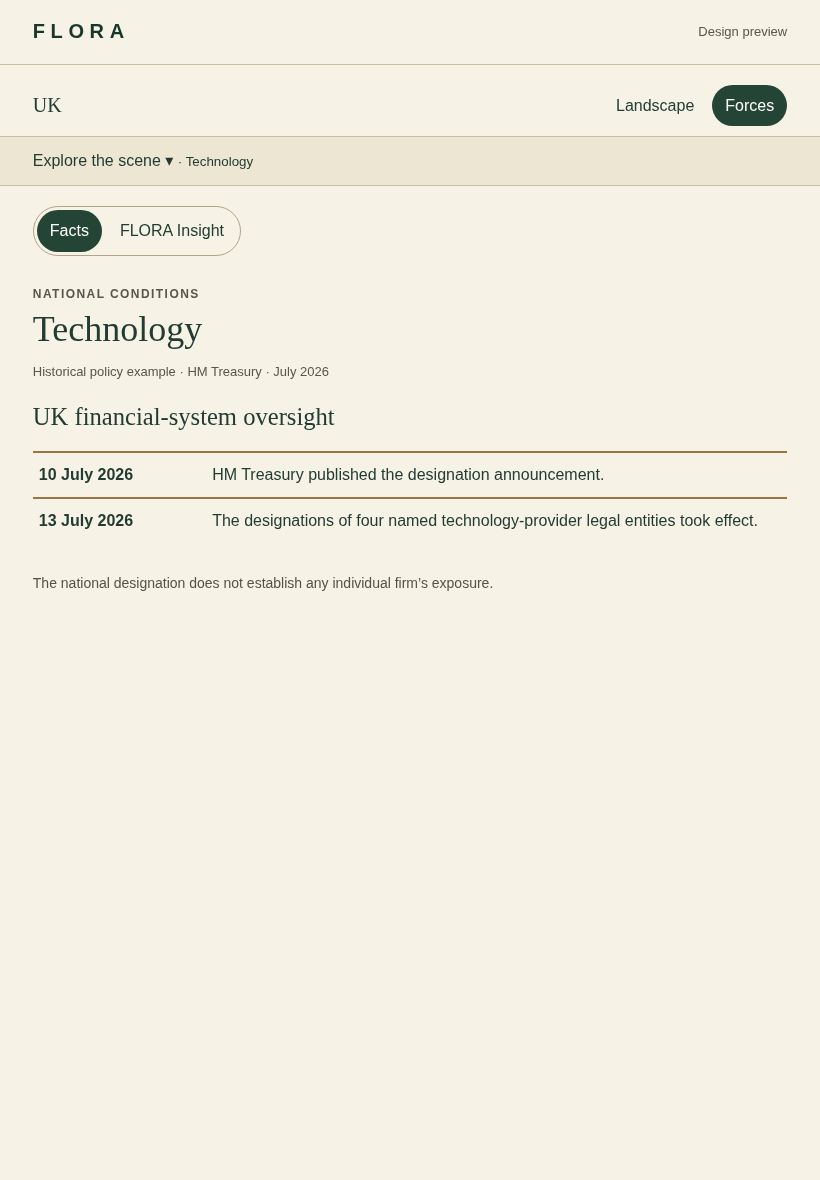 FLORA
Design preview
UK
Landscape
Forces
Explore the scene ▾ · Technology
Facts
FLORA Insight
NATIONAL CONDITIONS
Technology
Historical policy example · HM Treasury · July 2026
UK financial-system oversight
10 July 2026 HM Treasury published the designation announcement.
13 July 2026 The designations of four named technology-provider legal entities took effect.
The national designation does not establish any individual firm’s exposure.